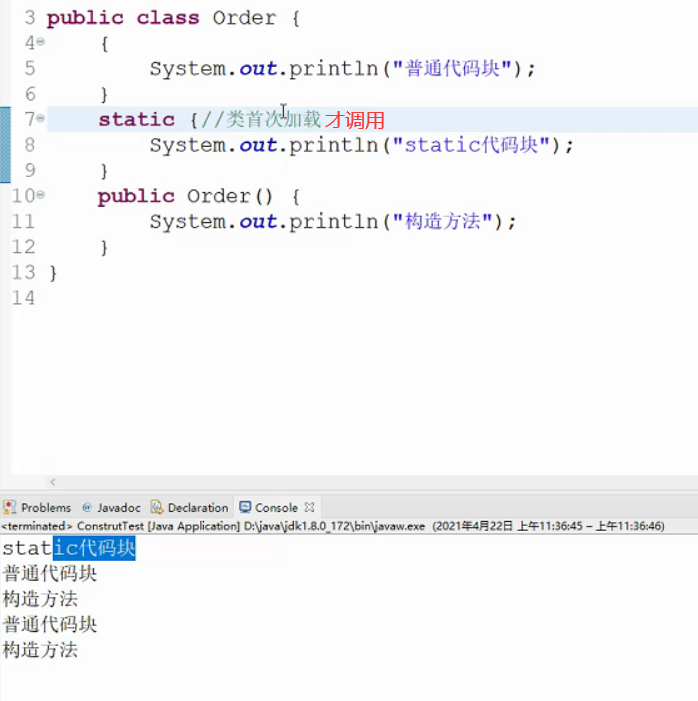 3 public class Order {
4 {
5 System.out.println("普通代码块");
6 }
7 static {//类首次加载 才调用
8 System.out.println("static代码块");
9 }
10 public Order() {
11 System.out.println("构造方法");
12 }
13 }
14
Problems @ Javadoc Declaration Console
<terminated> ConstrutTest [Java Application] D:\java\jdk1.8.0_172\bin\javaw.exe (2021年4月22日 上午11:36:45 – 上午11:36:46)
static代码块
普通代码块
构造方法
普通代码块
构造方法